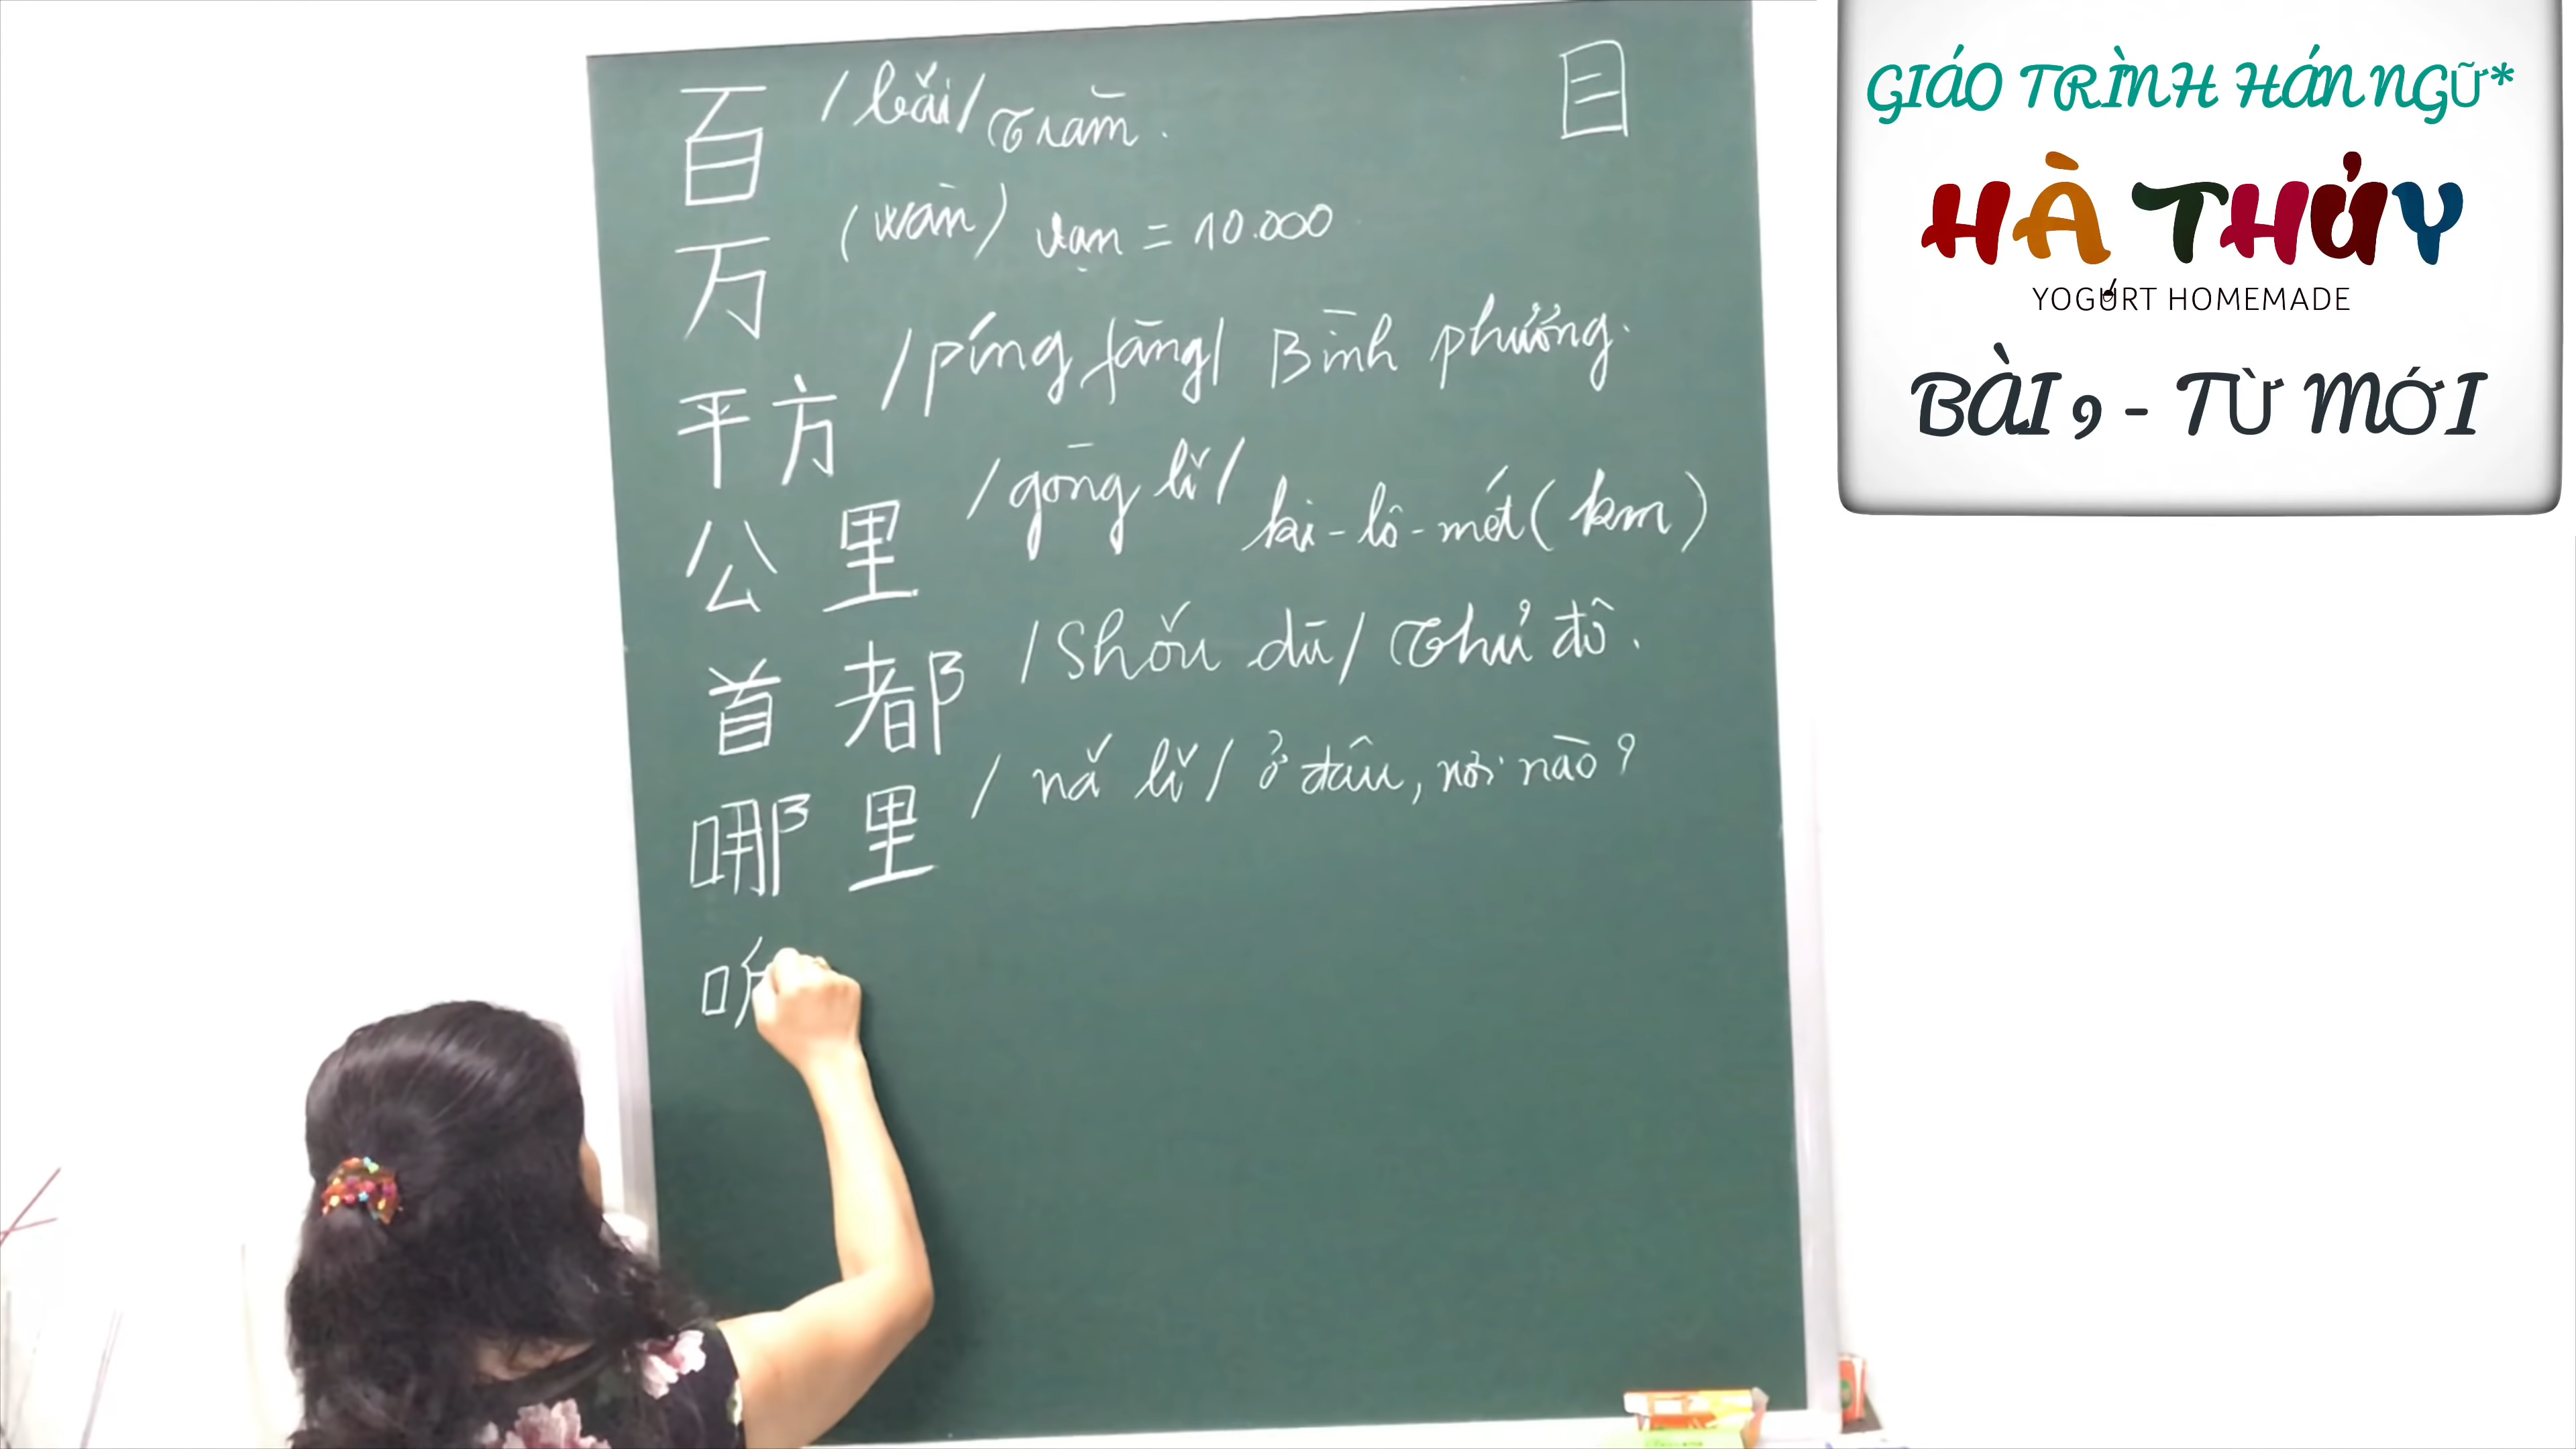 百 /bǎi/ Trăm.
目
万 (wàn) vạn = 10.000
平方 /píng fāng/ Bình phương.
公里 /gōng lǐ/ ki-lô-mét (km)
首都 /Shǒu dū/ Thủ đô.
哪里 /nǎ lǐ/ ở đâu, nơi nào?
GIÁO TRÌNH HÁN NGỮ*
HÀ THỦY
YOGURT HOMEMADE
BÀI 9 - TỪ MỚI